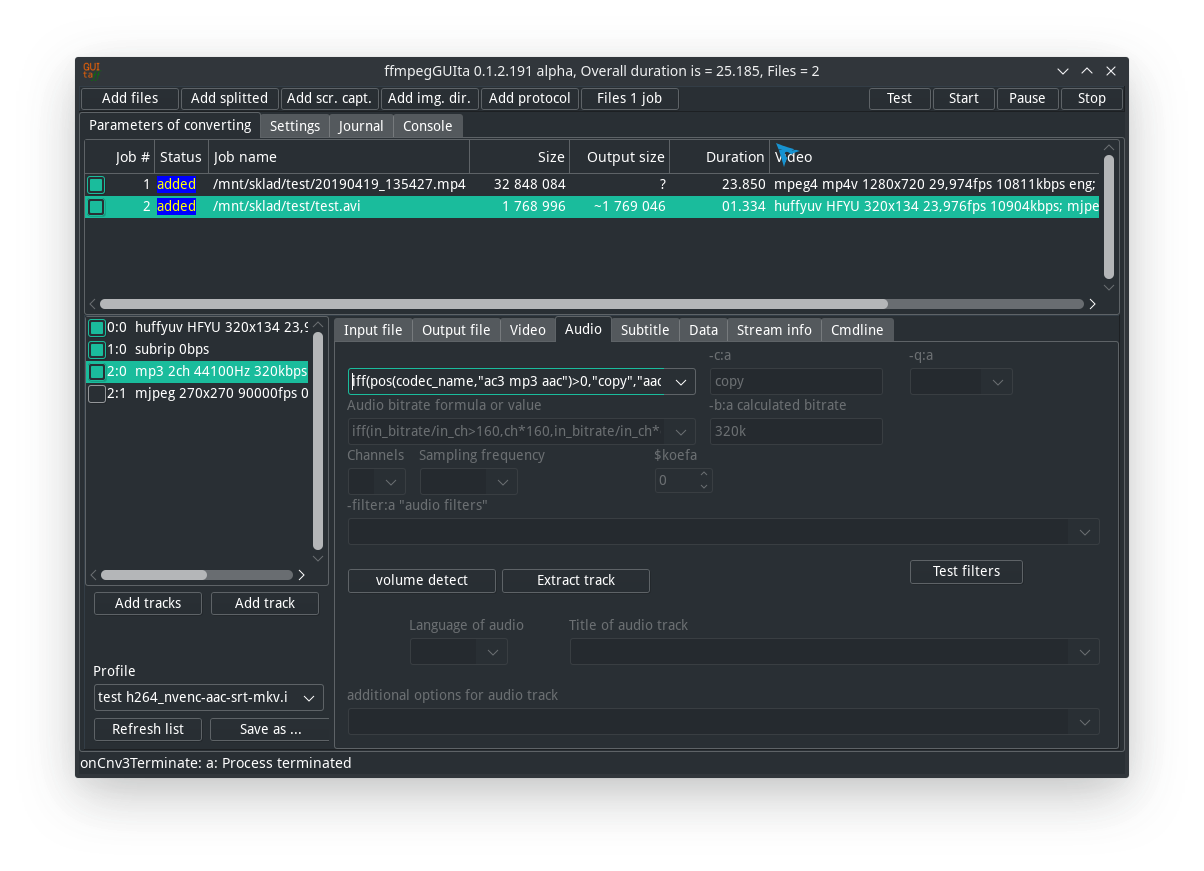 GUI
ta
ffmpegGUIta 0.1.2.191 alpha, Overall duration is = 25.185, Files = 2
Add files Add splitted Add scr. capt. Add img. dir. Add protocol Files 1 job Test Start Pause Stop
Parameters of converting Settings Journal Console
Job # Status Job name Size Output size Duration Video
1 added /mnt/sklad/test/20190419_135427.mp4 32 848 084 ? 23.850 mpeg4 mp4v 1280x720 29,974fps 10811kbps eng;
2 added /mnt/sklad/test/test.avi 1 768 996 ~1 769 046 01.334 huffyuv HFYU 320x134 23,976fps 10904kbps; mjpe
0:0 huffyuv HFYU 320x134 23,9
1:0 subrip 0bps
2:0 mp3 2ch 44100Hz 320kbps
2:1 mjpeg 270x270 90000fps 0
Add tracks Add track
Profile
test h264_nvenc-aac-srt-mkv.i
Refresh list Save as ...
Input file Output file Video Audio Subtitle Data Stream info Cmdline
-c:a -q:a
iff(pos(codec_name,"ac3 mp3 aac")>0,"copy","aac copy
Audio bitrate formula or value -b:a calculated bitrate
iff(in_bitrate/in_ch>160,ch*160,in_bitrate/in_ch* 320k
Channels Sampling frequency $koefa
0
-filter:a "audio filters"
volume detect Extract track Test filters
Language of audio Title of audio track
additional options for audio track
onCnv3Terminate: a: Process terminated